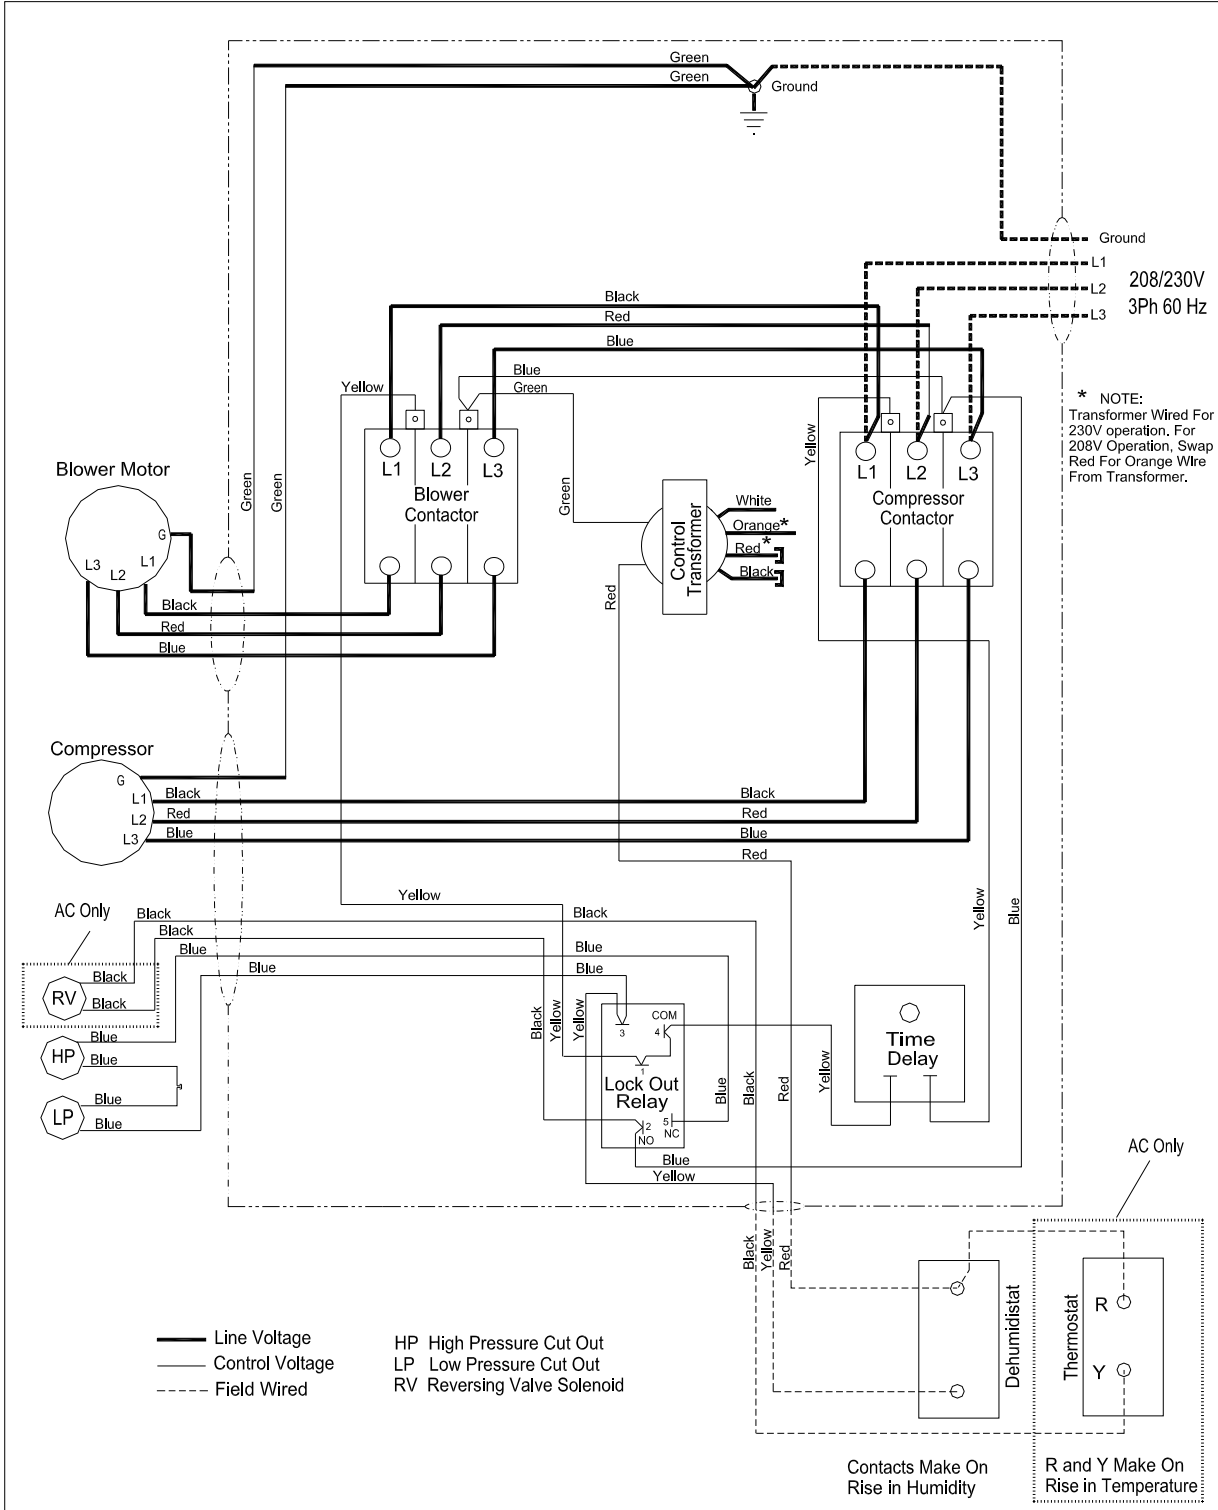 Green
Green
Ground
Ground
L1
208/230V
L2
3Ph 60 Hz
L3
Black
Red
Blue
Blue
Green
Yellow
* NOTE:
Transformer Wired For
230V operation. For
208V Operation, Swap
Red For Orange Wire
From Transformer.
Yellow
L1 L2 L3
Blower
Contactor
L1 L2 L3
Compressor
Contactor
Blower Motor
Green
Green
Green
G
L3
L2
L1
Control
Transformer
White
Orange*
Red*
Black
Black
Red
Blue
Red
Compressor
G
L1
L2
L3
Black
Red
Blue
Black
Red
Blue
Red
Yellow
Yellow
Blue
AC Only
Black
Black
Black
Blue
Blue
Blue
Blue
Black
RV
Black
Blue
HP
Blue
Blue
LP
Blue
Black
Yellow
Yellow
COM
3
4
1
Lock Out
Relay
2
NO
5
NC
Blue
Black
Red
Yellow
Time
Delay
Blue
Yellow
AC Only
Black
Yellow
Red
Dehumidistat
Thermostat
R
Y
Line Voltage
Control Voltage
Field Wired
HP High Pressure Cut Out
LP Low Pressure Cut Out
RV Reversing Valve Solenoid
Contacts Make On
Rise in Humidity
R and Y Make On
Rise in Temperature